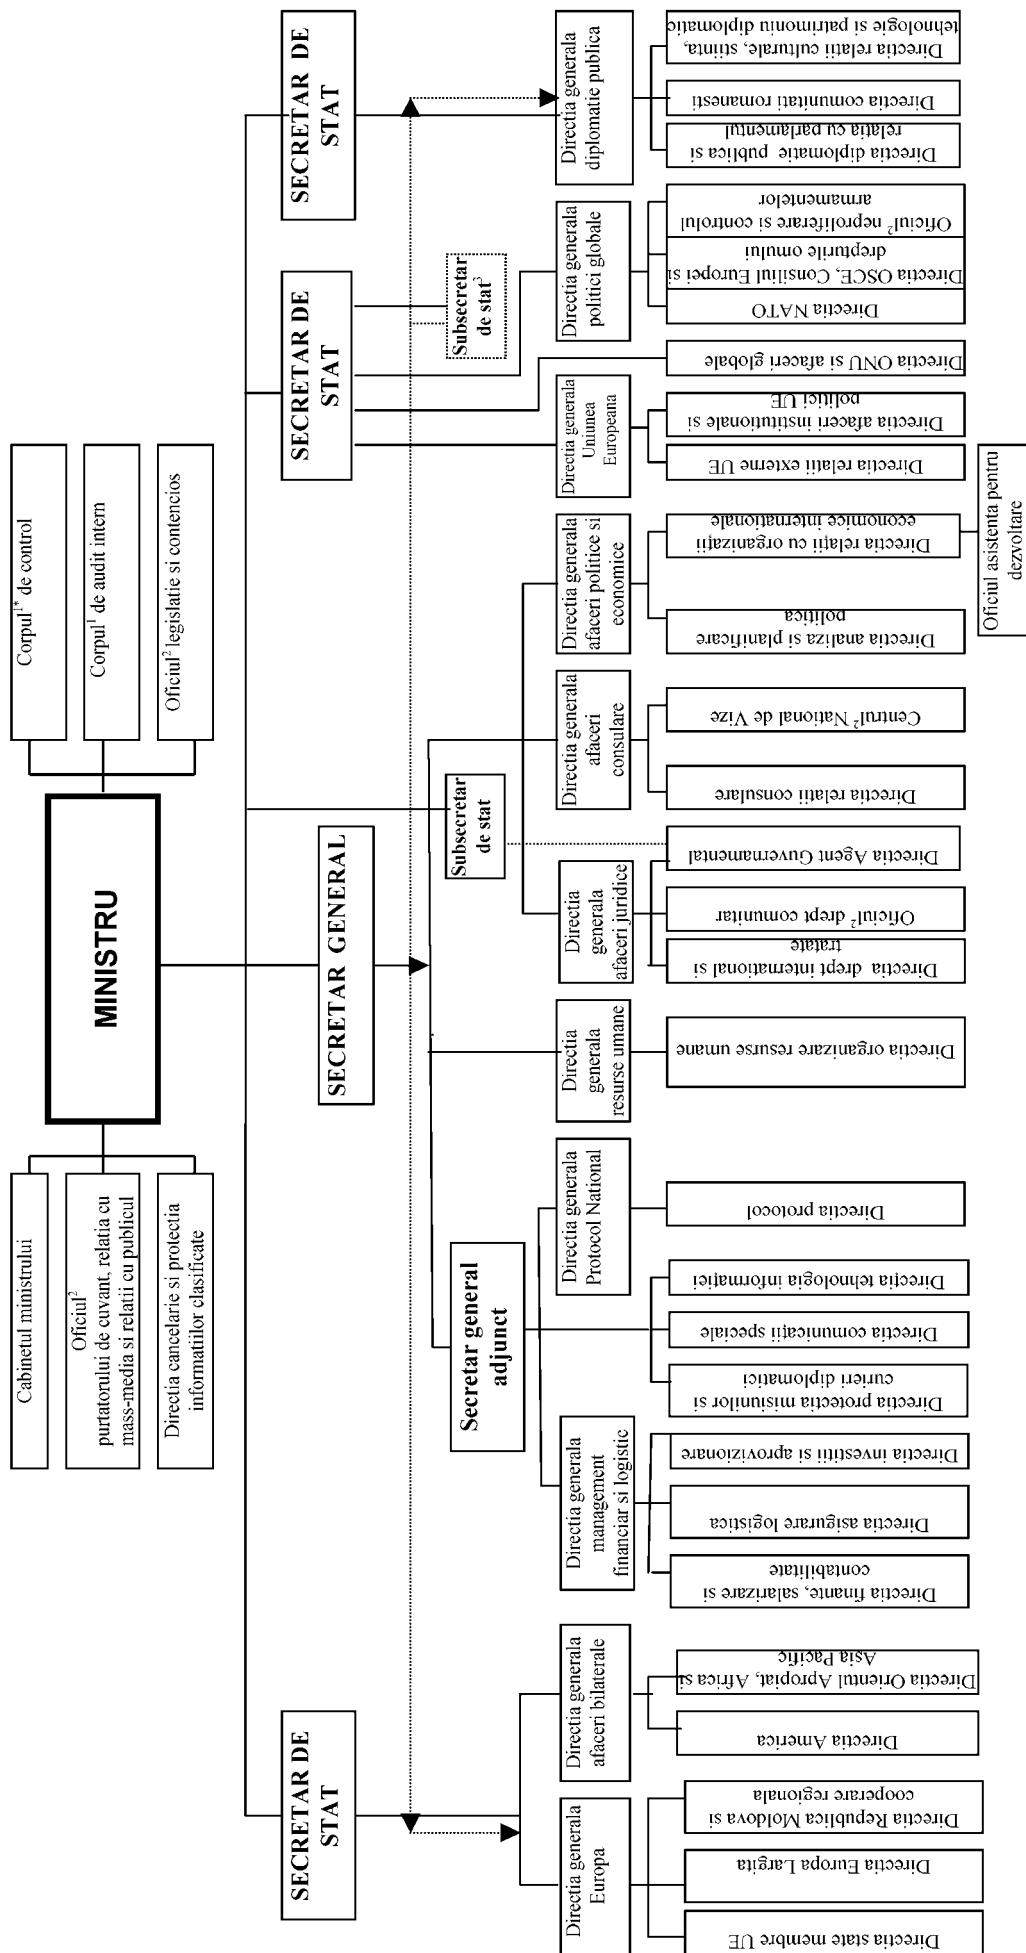 Cabinetul ministrului
Oficiul²
purtatorului de cuvant, relatia cu
mass-media si relatii cu publicul
Directia cancelarie si protectia
informatiilor clasificate
MINISTRU
Corpul¹* de control
Corpul¹ de audit intern
Oficiul² legislatie si contencios
SECRETAR DE
STAT
SECRETAR GENERAL
SECRETAR DE
STAT
SECRETAR DE
STAT
Secretar general
adjunct
Subsecretar
de stat
Subsecretar
de stat³
Directia generala
Europa
Directia generala
afaceri bilaterale
Directia generala
management
financiar si logistic
Directia generala
Protocol National
Directia
generala
resurse umane
Directia
generala
afaceri juridice
Directia generala
afaceri
consulare
Directia generala
afaceri politice si
economice
Directia generala
Uniunea
Europeana
Directia generala
politici globale
Directia generala
diplomatie publica
Directia state membre UE
Directia Europa Largita
Directia Republica Moldova si
cooperare regionala
Directia America
Directia Orientul Apropiat, Africa si
Asia Pacific
Directia finante, salarizare si
contabilitate
Directia asigurare logistica
Directia investitii si aprovizionare
Directia protectia misiunilor si
curieri diplomatici
Direcția comunicații speciale
Direcția tehnologia informației
Directia protocol
Directia organizare resurse umane
Directia drept international si
tratate
Oficiul² drept comunitar
Directia Agent Guvernamental
Directia relatii consulare
Centrul² National de Vize
Directia analiza si planificare
politica
Direcția relații cu organizații
economice internationale
Oficiul asistenta pentru
dezvoltare
Directia relatii externe UE
Directia afaceri institutionale si
politici UE
Directia ONU si afaceri globale
Directia NATO
Directia OSCE, Consiliul Europei si
drepturile omului
Oficiul² neproliferare si controlul
armamentelor
Directia diplomatie publica si
relatia cu parlamentul
Directia comunitati romanesti
Directia relatii culturale, stiinta,
tehnologie si patrimoniu diplomatic